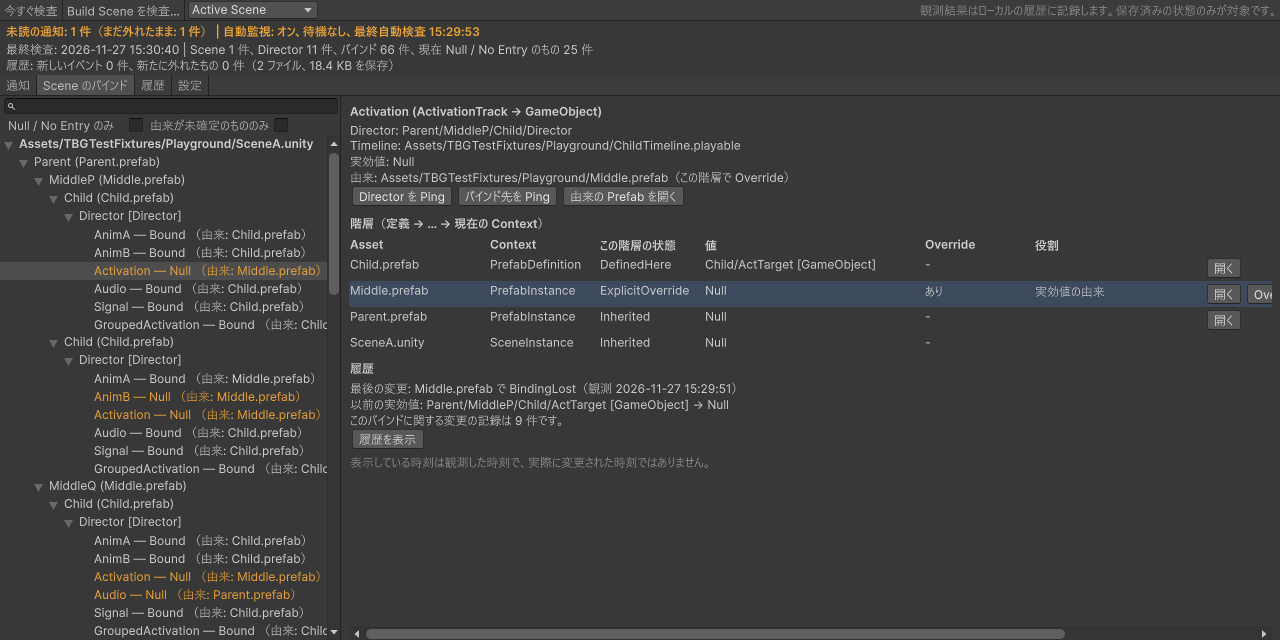 今すぐ検査 Build Scene を検査... Active Scene 観測結果はローカルの履歴に記録します。保存済みの状態のみが対象です。
未読の通知: 1 件（まだ外れたまま: 1 件） | 自動監視: オン、待機なし、最終自動検査 15:29:53
最終検査: 2026-11-27 15:30:40 | Scene 1 件、Director 11 件、バインド 66 件、現在 Null / No Entry のもの 25 件
履歴: 新しいイベント 0 件、新たに外れたもの 0 件（2 ファイル、18.4 KB を保存）
通知 Scene のバインド 履歴 設定
Null / No Entry のみ 由来が未確定のもののみ
Assets/TBGTestFixtures/Playground/SceneA.unity
Parent (Parent.prefab)
MiddleP (Middle.prefab)
Child (Child.prefab)
Director [Director]
AnimA — Bound （由来: Child.prefab）
AnimB — Bound （由来: Child.prefab）
Activation — Null （由来: Middle.prefab）
Audio — Bound （由来: Child.prefab）
Signal — Bound （由来: Child.prefab）
GroupedActivation — Bound （由来: Chil
Child (Child.prefab)
Director [Director]
AnimA — Bound （由来: Middle.prefab）
AnimB — Null （由来: Middle.prefab）
Activation — Null （由来: Middle.prefab）
Audio — Bound （由来: Child.prefab）
Signal — Bound （由来: Child.prefab）
GroupedActivation — Bound （由来: Chil
MiddleQ (Middle.prefab)
Child (Child.prefab)
Director [Director]
AnimA — Bound （由来: Child.prefab）
AnimB — Bound （由来: Child.prefab）
Activation — Null （由来: Middle.prefab）
Audio — Null （由来: Parent.prefab）
Signal — Bound （由来: Child.prefab）
GroupedActivation — Bound （由来: Chil
Activation (ActivationTrack → GameObject)
Director: Parent/MiddleP/Child/Director
Timeline: Assets/TBGTestFixtures/Playground/ChildTimeline.playable
実効値: Null
由来: Assets/TBGTestFixtures/Playground/Middle.prefab（この階層で Override）
Director を Ping バインド先を Ping 由来の Prefab を開く
階層（定義 → ... → 現在の Context）
Asset Context この階層の状態 値 Override 役割
Child.prefab PrefabDefinition DefinedHere Child/ActTarget [GameObject] - 開く
Middle.prefab PrefabInstance ExplicitOverride Null あり 実効値の由来 開く Ove
Parent.prefab PrefabInstance Inherited Null - 開く
SceneA.unity SceneInstance Inherited Null -
履歴
最後の変更: Middle.prefab で BindingLost（観測 2026-11-27 15:29:51）
以前の実効値: Parent/MiddleP/Child/ActTarget [GameObject] → Null
このバインドに関する変更の記録は 9 件です。
履歴を表示
表示している時刻は観測した時刻で、実際に変更された時刻ではありません。